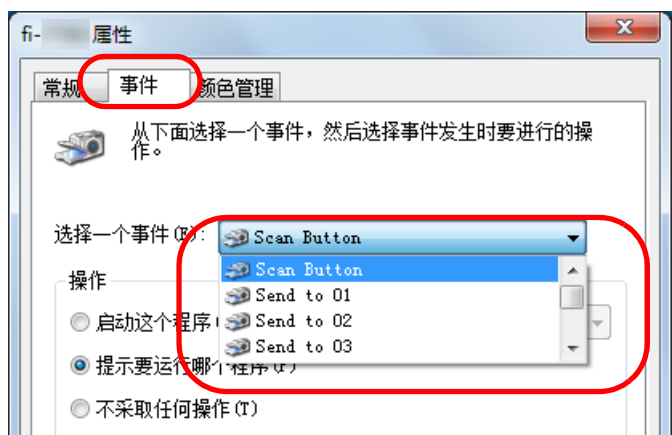 fi- 属性
常规 事件 颜色管理
从下面选择一个事件，然后选择事件发生时要进行的操
作。
选择一个事件(E): Scan Button
Scan Button
操作
Send to 01
启动这个程序( Send to 02
Send to 03
提示要运行哪个程序(P)
不采取任何操作(T)